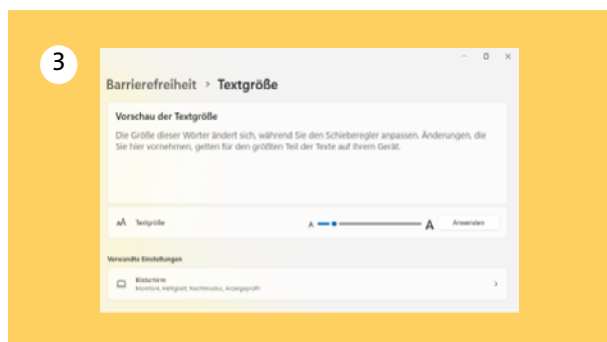 3
Barrierefreiheit > Textgröße
Vorschau der Textgröße
Die Größe dieser Wörter ändert sich, während Sie den Schieberegler anpassen. Änderungen, die
Sie hier vornehmen, gelten für den größten Teil der Texte auf Ihrem Gerät.
AA Textgröße A A Anwenden
Verwandte Einstellungen
Bildschirm
Monitore, Helligkeit, Nachtmodus, Anzeigeprofil